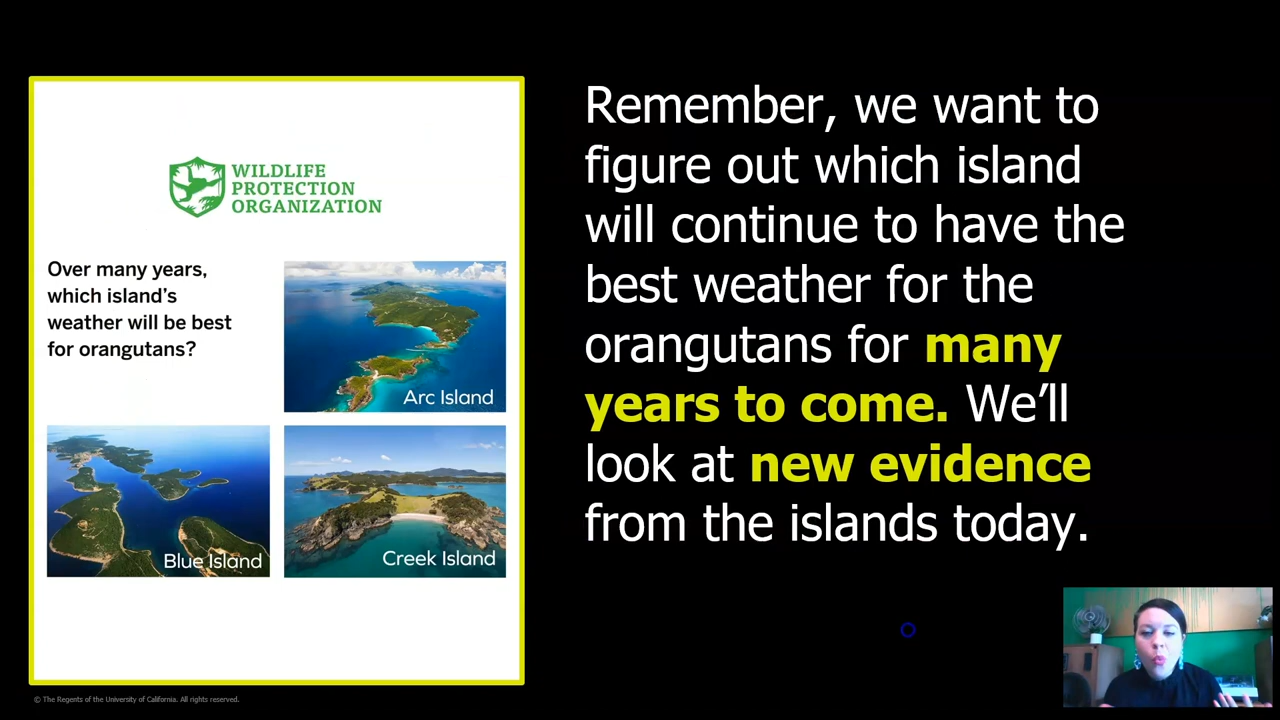 WILDLIFE
PROTECTION
ORGANIZATION
Over many years,
which island's
weather will be best
for orangutans?
Arc Island
Blue Island
Creek Island
Remember, we want to
figure out which island
will continue to have the
best weather for the
orangutans for many
years to come. We'll
look at new evidence
from the islands today.
© The Regents of the University of California. All rights reserved.